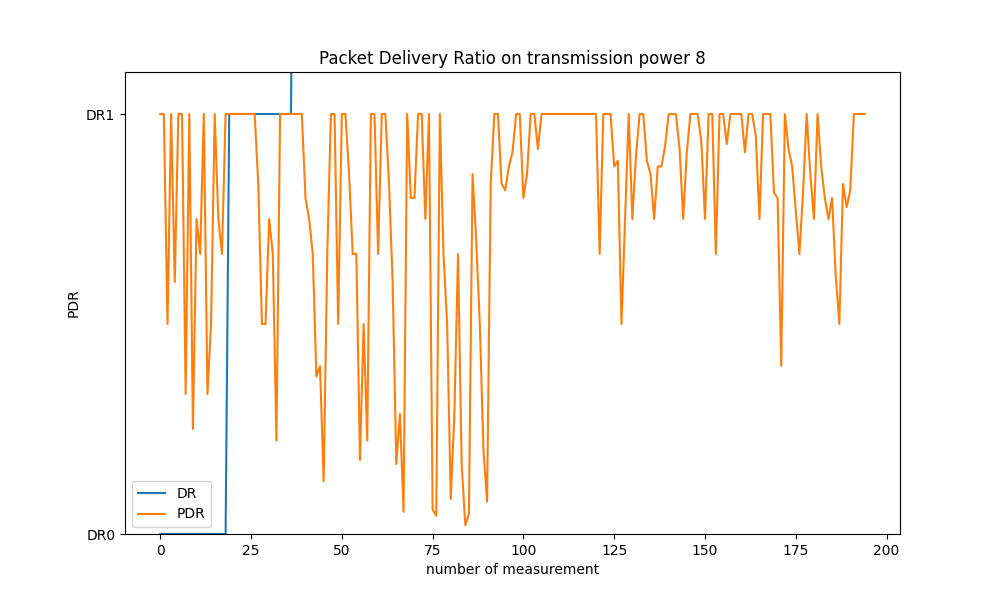 Packet Delivery Ratio on transmission power 8
DR1
PDR
DR0
DR
PDR
0 25 50 75 100 125 150 175 200
number of measurement